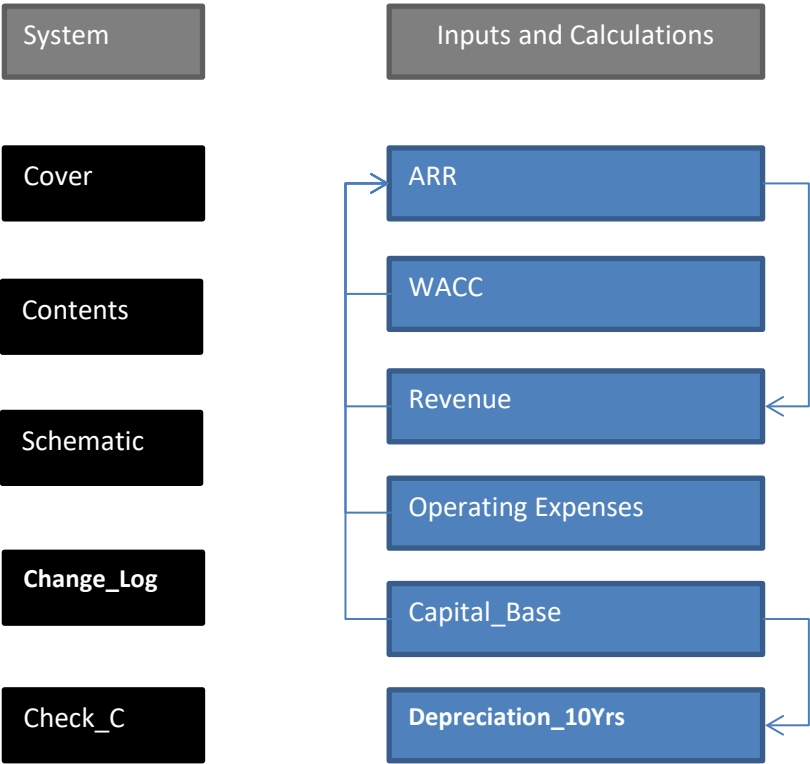 System
Inputs and Calculations
Cover
ARR
Contents
WACC
Schematic
Revenue
Change_Log
Operating Expenses
Check_C
Capital_Base
Depreciation_10Yrs